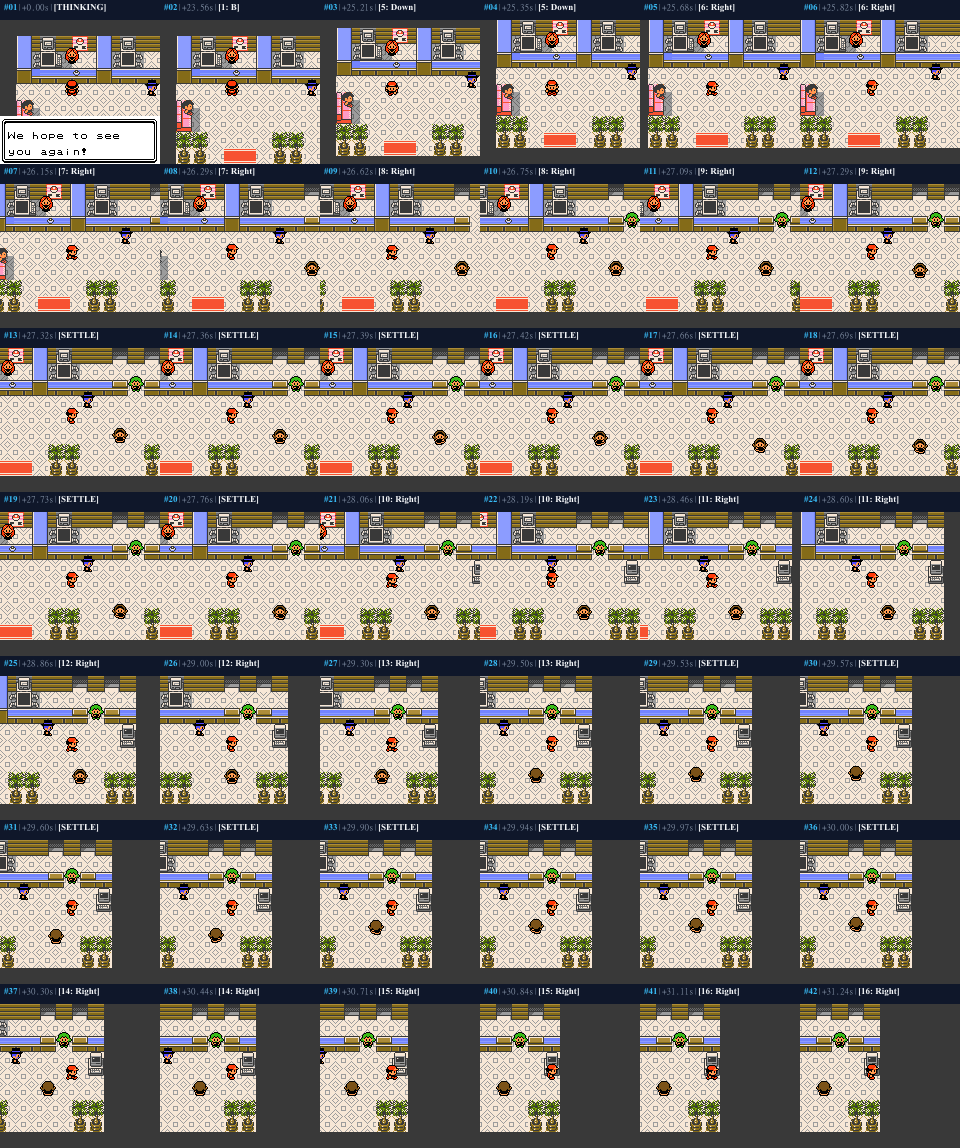 #01|+0.00s|[THINKING]
#02|+23.56s|[1: B]
#03|+25.21s|[5: Down]
#04|+25.35s|[5: Down]
#05|+25.68s|[6: Right]
#06|+25.82s|[6: Right]
We hope to see
you again!
#07|+26.15s|[7: Right]
#08|+26.29s|[7: Right]
#09|+26.62s|[8: Right]
#10|+26.75s|[8: Right]
#11|+27.09s|[9: Right]
#12|+27.29s|[9: Right]
#13|+27.32s|[SETTLE]
#14|+27.36s|[SETTLE]
#15|+27.39s|[SETTLE]
#16|+27.42s|[SETTLE]
#17|+27.66s|[SETTLE]
#18|+27.69s|[SETTLE]
#19|+27.73s|[SETTLE]
#20|+27.76s|[SETTLE]
#21|+28.06s|[10: Right]
#22|+28.19s|[10: Right]
#23|+28.46s|[11: Right]
#24|+28.60s|[11: Right]
#25|+28.86s|[12: Right]
#26|+29.00s|[12: Right]
#27|+29.30s|[13: Right]
#28|+29.50s|[13: Right]
#29|+29.53s|[SETTLE]
#30|+29.57s|[SETTLE]
#31|+29.60s|[SETTLE]
#32|+29.63s|[SETTLE]
#33|+29.90s|[SETTLE]
#34|+29.94s|[SETTLE]
#35|+29.97s|[SETTLE]
#36|+30.00s|[SETTLE]
#37|+30.30s|[14: Right]
#38|+30.44s|[14: Right]
#39|+30.71s|[15: Right]
#40|+30.84s|[15: Right]
#41|+31.11s|[16: Right]
#42|+31.24s|[16: Right]